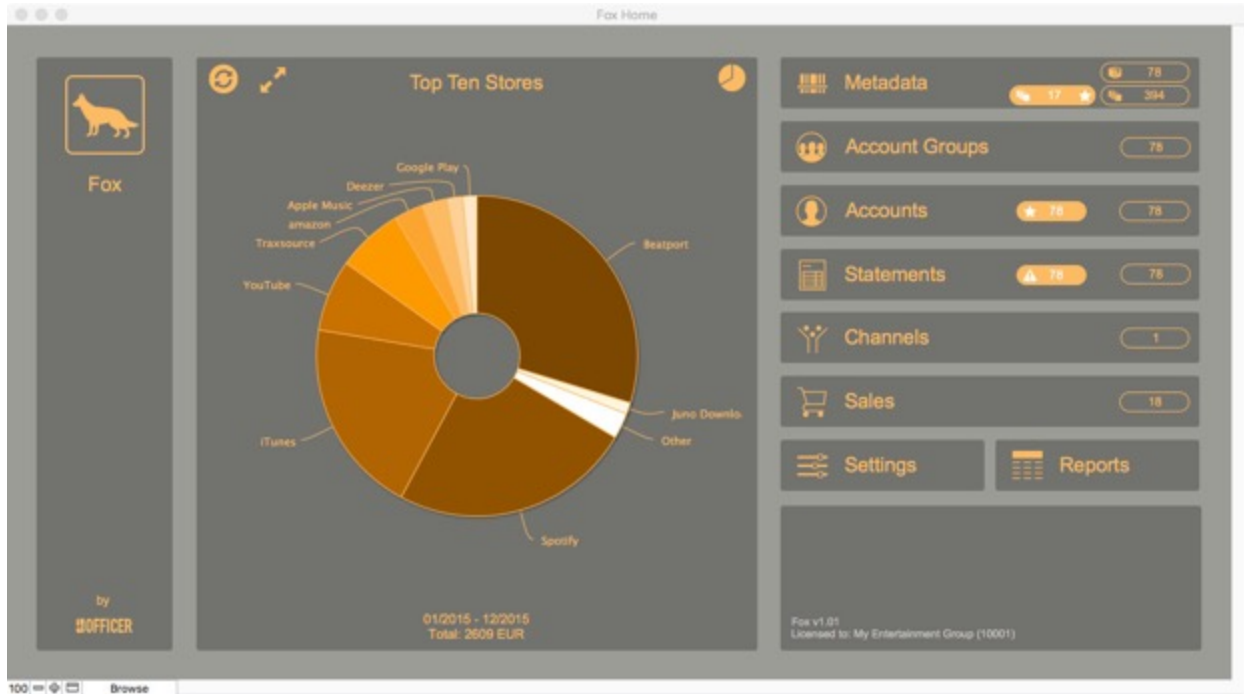 Fox Home
Fox
by
OFFICER
Top Ten Stores
Google Play
Deezer
Apple Music
amazon
Traxsource
YouTube
iTunes
Beatport
Juno Downlo
Other
Spotify
01/2015 - 12/2015
Total: 2609 EUR
Metadata
78
17
394
Account Groups
78
Accounts
78
78
Statements
78
78
Channels
1
Sales
18
Settings
Reports
Fox v1.01
Licensed to: My Entertainment Group (10001)
100
Browse